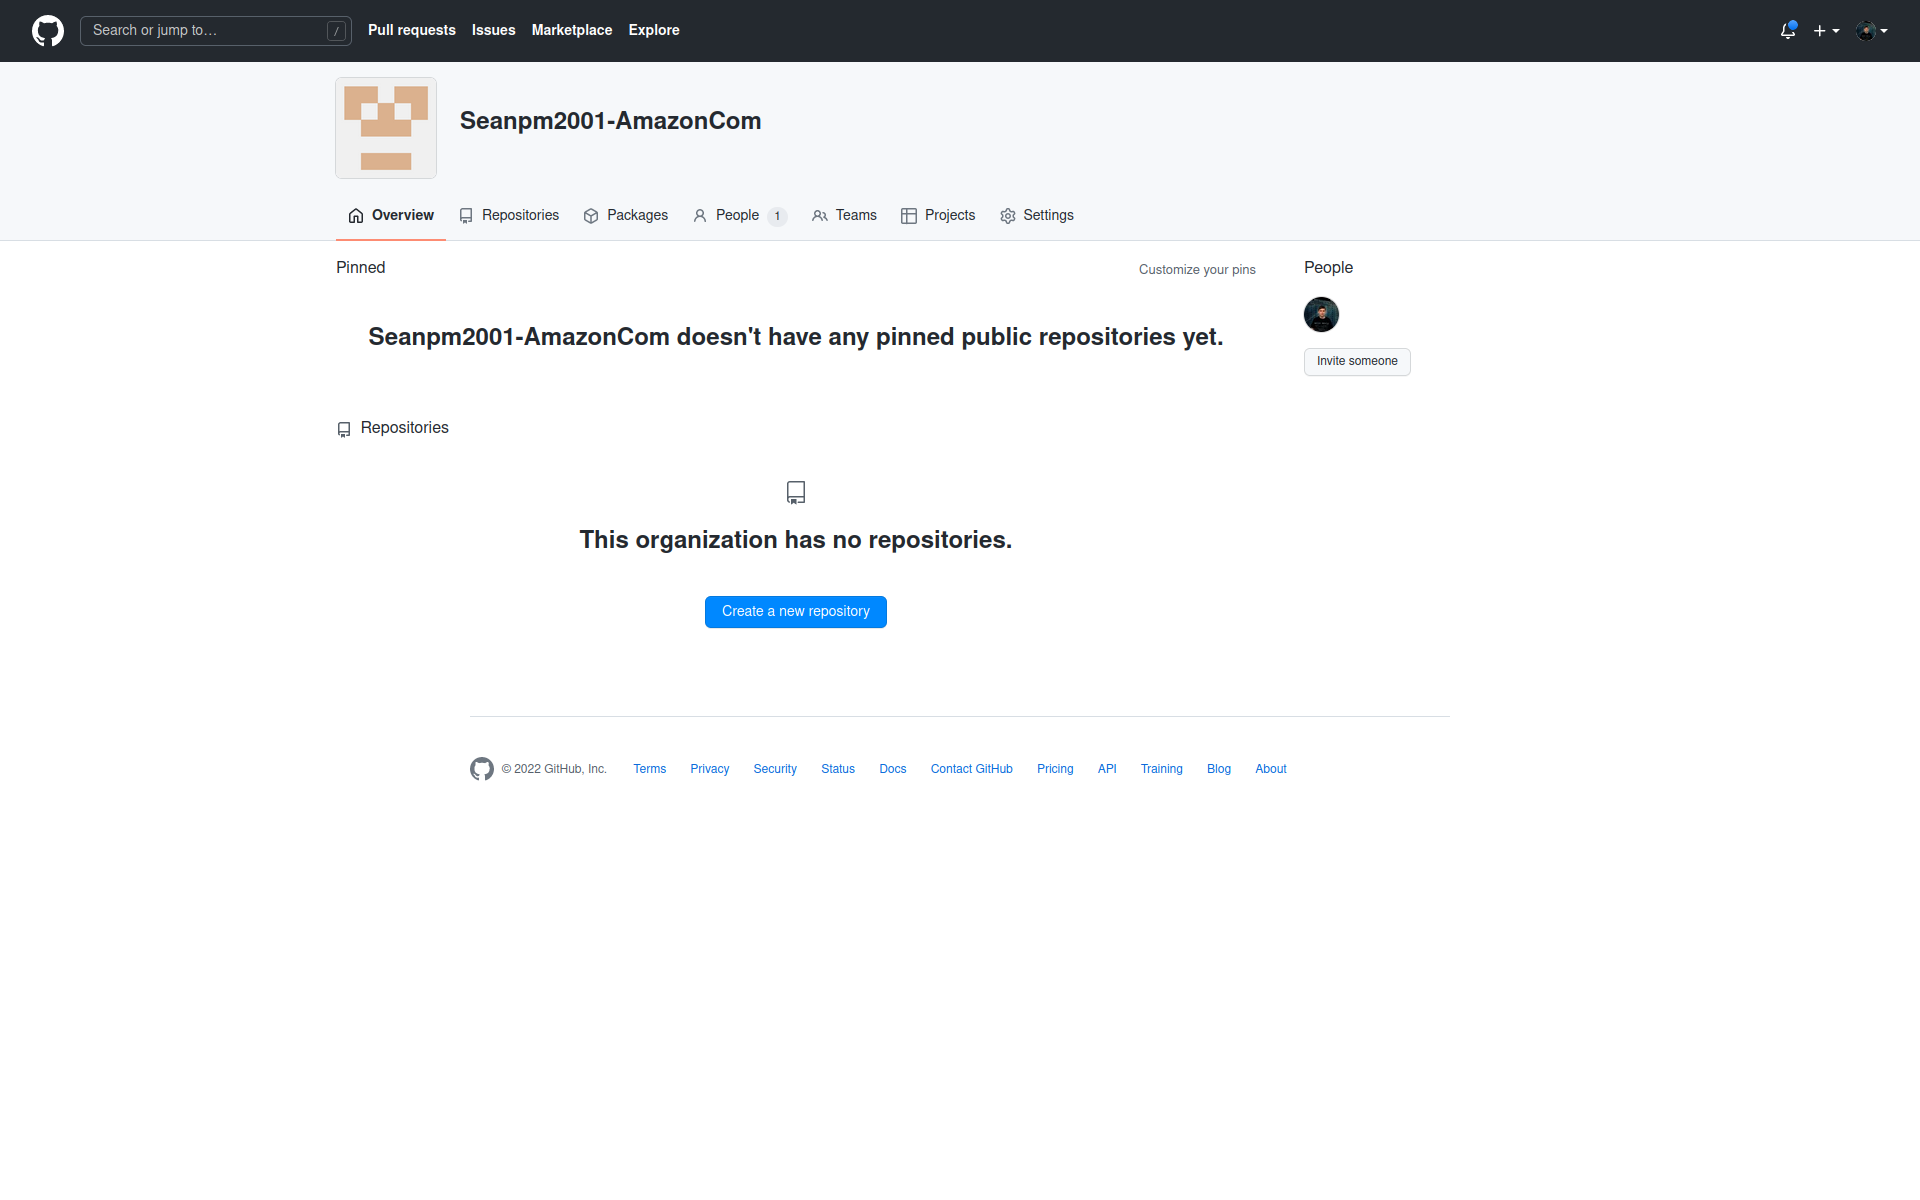 Search or jump to… /
Pull requests Issues Marketplace Explore
Seanpm2001-AmazonCom
Overview Repositories Packages People 1 Teams Projects Settings
Pinned
Customize your pins
Seanpm2001-AmazonCom doesn't have any pinned public repositories yet.
People
Invite someone
Repositories
This organization has no repositories.
Create a new repository
© 2022 GitHub, Inc. Terms Privacy Security Status Docs Contact GitHub Pricing API Training Blog About